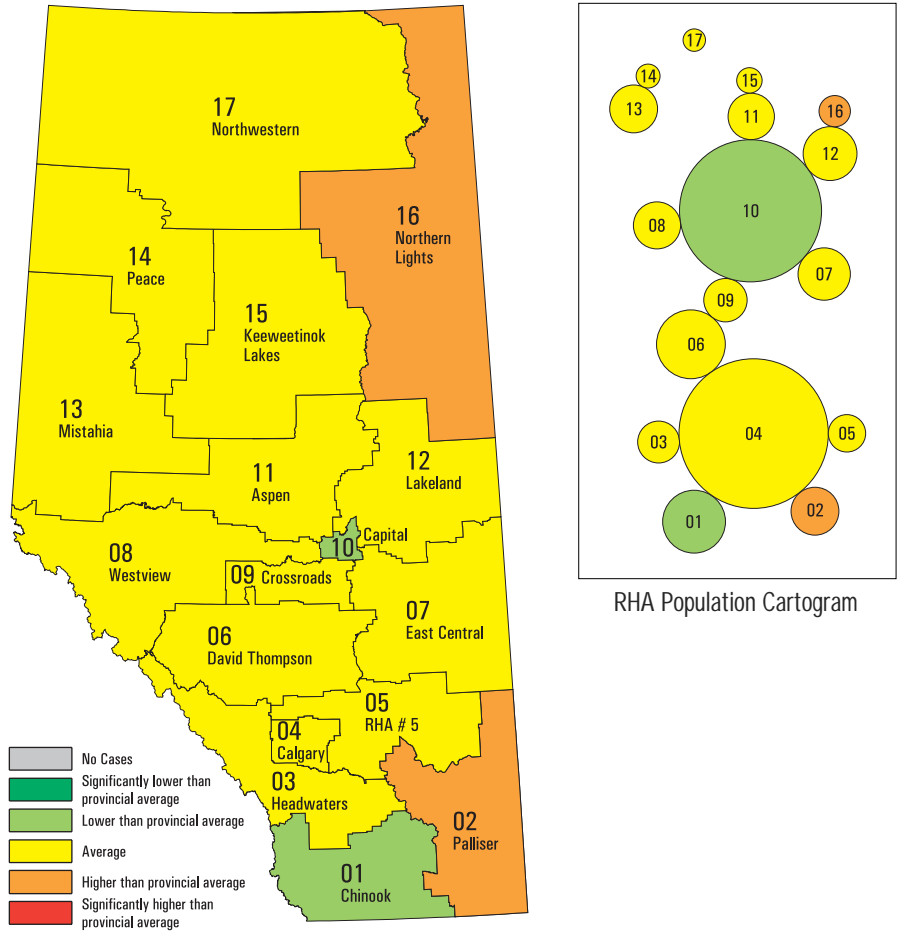 17
Northwestern
16
Northern
Lights
14
Peace
15
Keeweetinok
Lakes
13
Mistahia
11
Aspen
12
Lakeland
10
Capital
08
Westview
09 Crossroads
07
East Central
06
David Thompson
05
RHA # 5
04
Calgary
03
Headwaters
02
Palliser
01
Chinook
No Cases
Significantly lower than
provincial average
Lower than provincial average
Average
Higher than provincial average
Significantly higher than
provincial average
17
14
15
13
11
16
12
10
08
07
09
06
03
04
05
01
02
RHA Population Cartogram